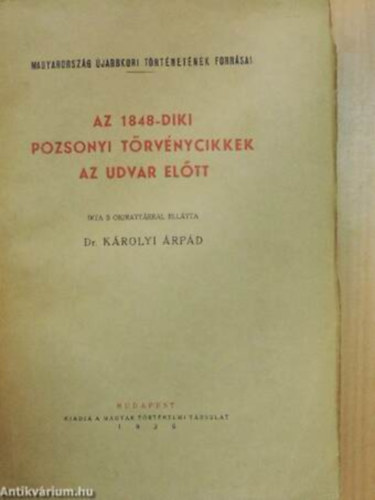 MAGYARORSZÁG ÚJABBKORI TÖRTÉNETÉNEK FORRÁSAI
AZ 1848-DIKI
POZSONYI TÖRVÉNYCIKKEK
AZ UDVAR ELŐTT
ÍRTA S OKIRATTÁRRAL ELLÁTTA
Dr. KÁROLYI ÁRPÁD
BUDAPEST
KIADJA A MAGYAR TÖRTÉNELMI TÁRSULAT
Antikvárium.hu